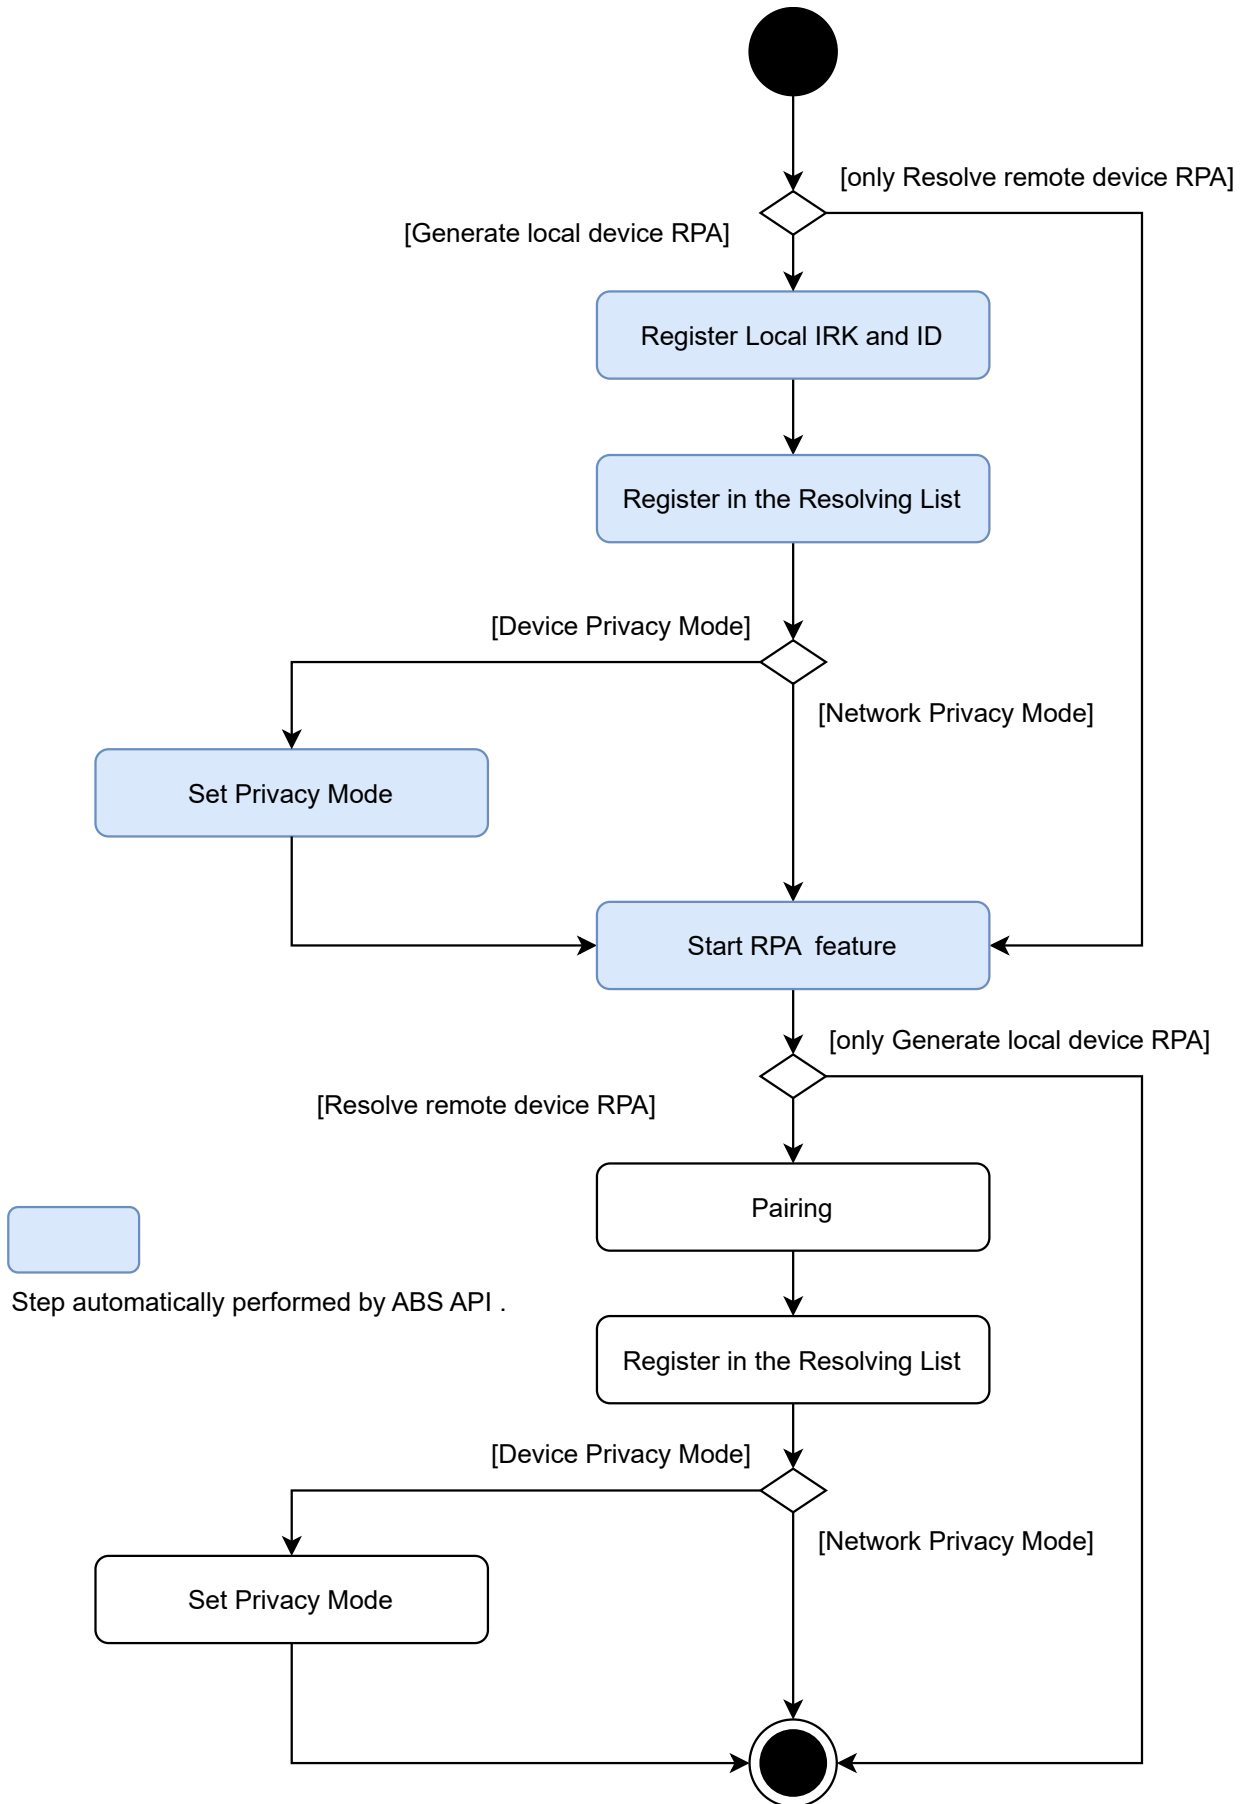 [only Resolve remote device RPA]
[Generate local device RPA]
Register Local IRK and ID
Register in the Resolving List
[Device Privacy Mode]
[Network Privacy Mode]
Set Privacy Mode
Start RPA  feature
[only Generate local device RPA]
[Resolve remote device RPA]
Pairing
Step automatically performed by ABS API .
Register in the Resolving List
[Device Privacy Mode]
[Network Privacy Mode]
Set Privacy Mode